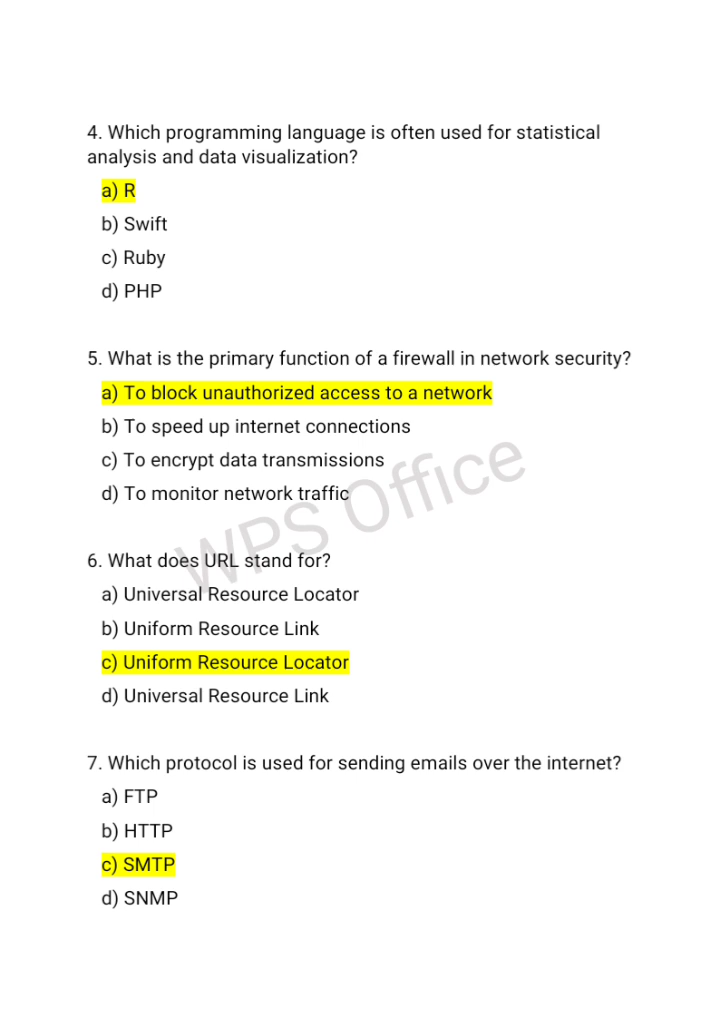 4. Which programming language is often used for statistical
analysis and data visualization?
a) R
b) Swift
c) Ruby
d) PHP
5. What is the primary function of a firewall in network security?
a) To block unauthorized access to a network
b) To speed up internet connections
c) To encrypt data transmissions
d) To monitor network traffic
WPS Office
6. What does URL stand for?
a) Universal Resource Locator
b) Uniform Resource Link
c) Uniform Resource Locator
d) Universal Resource Link
7. Which protocol is used for sending emails over the internet?
a) FTP
b) HTTP
c) SMTP
d) SNMP